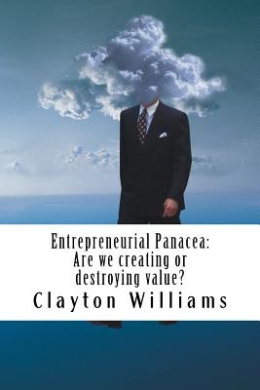 Entrepreneurial Panacea:
Are we creating or
destroying value?
Clayton Williams